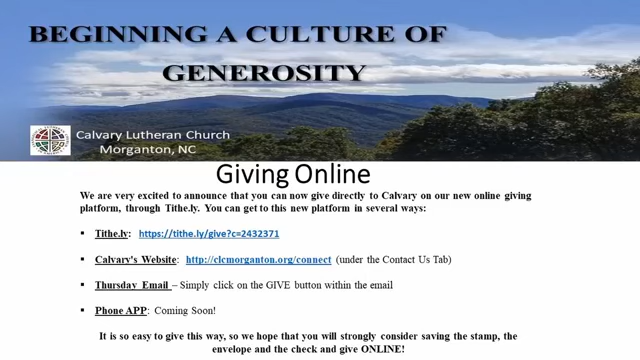 BEGINNING A CULTURE OF
GENEROSITY
Calvary Lutheran Church
Morganton, NC
Giving Online
We are very excited to announce that you can now give directly to Calvary on our new online giving
platform, through Tithe.ly. You can get to this new platform in several ways:
▪ Tithe.ly: https://tithe.ly/give?c=2432371
▪ Calvary's Website: http://clcmorganton.org/connect (under the Contact Us Tab)
▪ Thursday Email – Simply click on the GIVE button within the email
▪ Phone APP: Coming Soon!
It is so easy to give this way, so we hope that you will strongly consider saving the stamp, the
envelope and the check and give ONLINE!